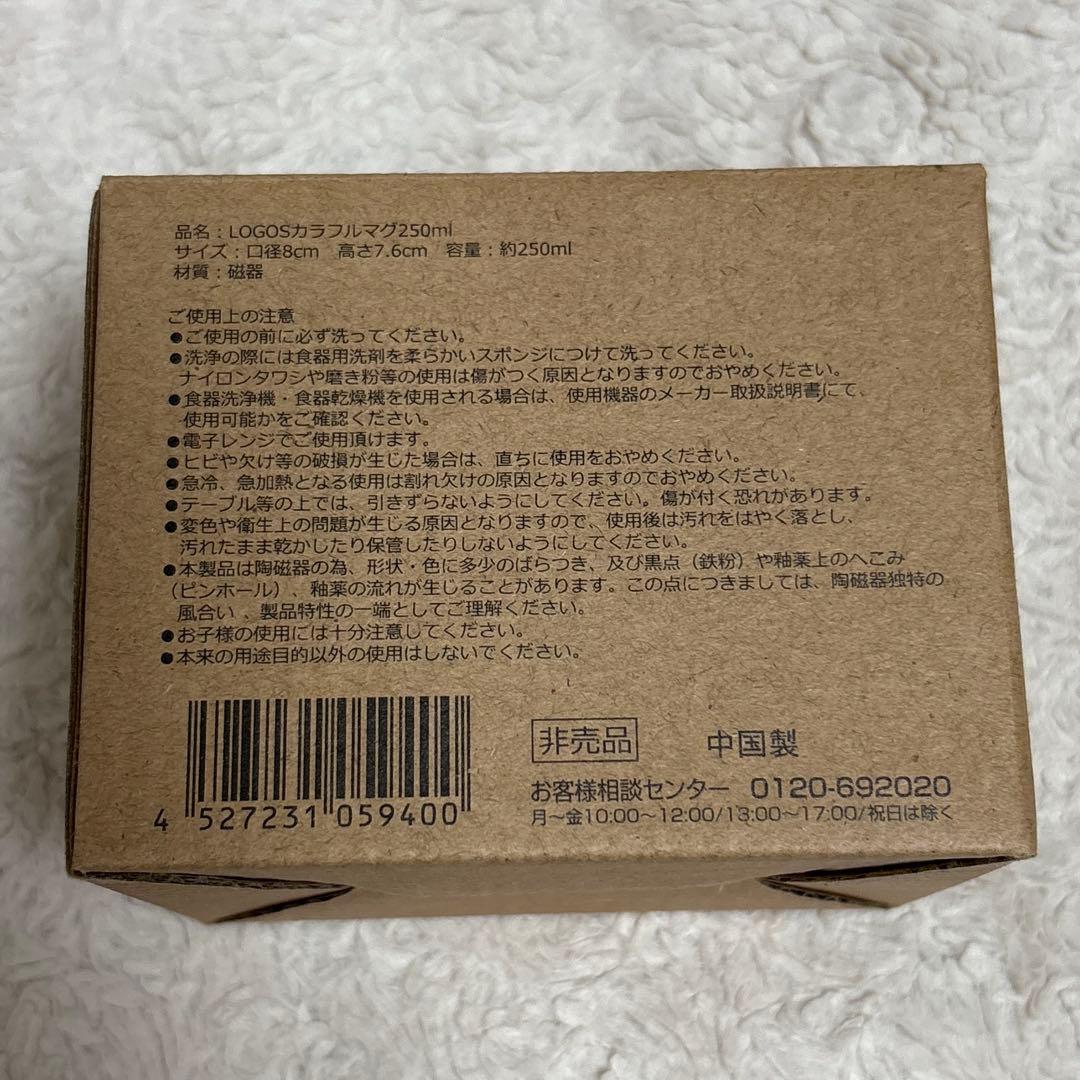 品名：LOGOSカラフルマグ250ml
サイズ：口径8cm　高さ7.6cm　容量：約250ml
材質：磁器
ご使用上の注意
●ご使用の前に必ず洗ってください。
●洗浄の際には食器用洗剤を柔らかいスポンジにつけて洗ってください。
ナイロンタワシや磨き粉等の使用は傷がつく原因となりますのでおやめください。
●食器洗浄機・食器乾燥機を使用される場合は、使用機器のメーカー取扱説明書にて、
使用可能かをご確認ください。
●電子レンジでご使用頂けます。
●ヒビや欠け等の破損が生じた場合は、直ちに使用をおやめください。
●急冷、急加熱となる使用は割れ欠けの原因となりますのでおやめください。
●テーブル等の上では、引きずらないようにしてください。傷が付く恐れがあります。
●変色や衛生上の問題が生じる原因となりますので、使用後は汚れをはやく落とし、
汚れたまま乾かしたり保管したりしないようにしてください。
●本製品は陶磁器の為、形状・色に多少のばらつき、及び黒点（鉄粉）や釉薬上のへこみ
（ピンホール）、釉薬の流れが生じることがあります。この点につきましては、陶磁器独特の
風合い、製品特性の一端としてご理解ください。
●お子様の使用には十分注意してください。
●本来の用途目的以外の使用はしないでください。
4 527231 059400
非売品　中国製
お客様相談センター 0120-692020
月～金10:00～12:00/13:00～17:00/祝日は除く